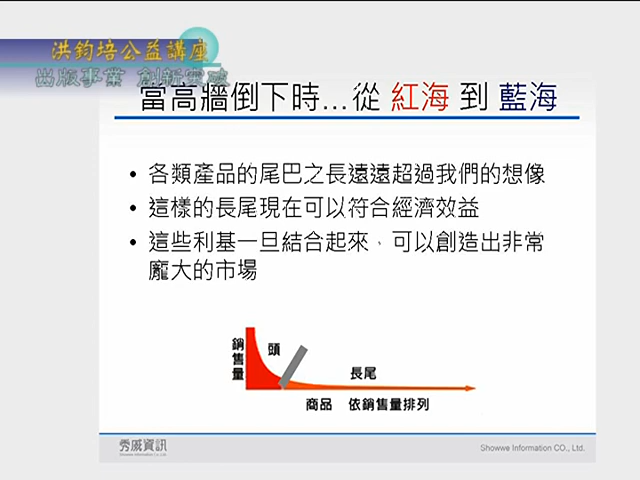 洪鈞培公益講座
出版事業 創新突破
當高牆倒下時…從 紅海 到 藍海
• 各類產品的尾巴之長遠遠超過我們的想像
• 這樣的長尾現在可以符合經濟效益
• 這些利基一旦結合起來、可以創造出非常
龐大的市場
銷售量
頭
長尾
商品 依銷售量排列
秀威資訊
Showwe Information CO., Ltd.